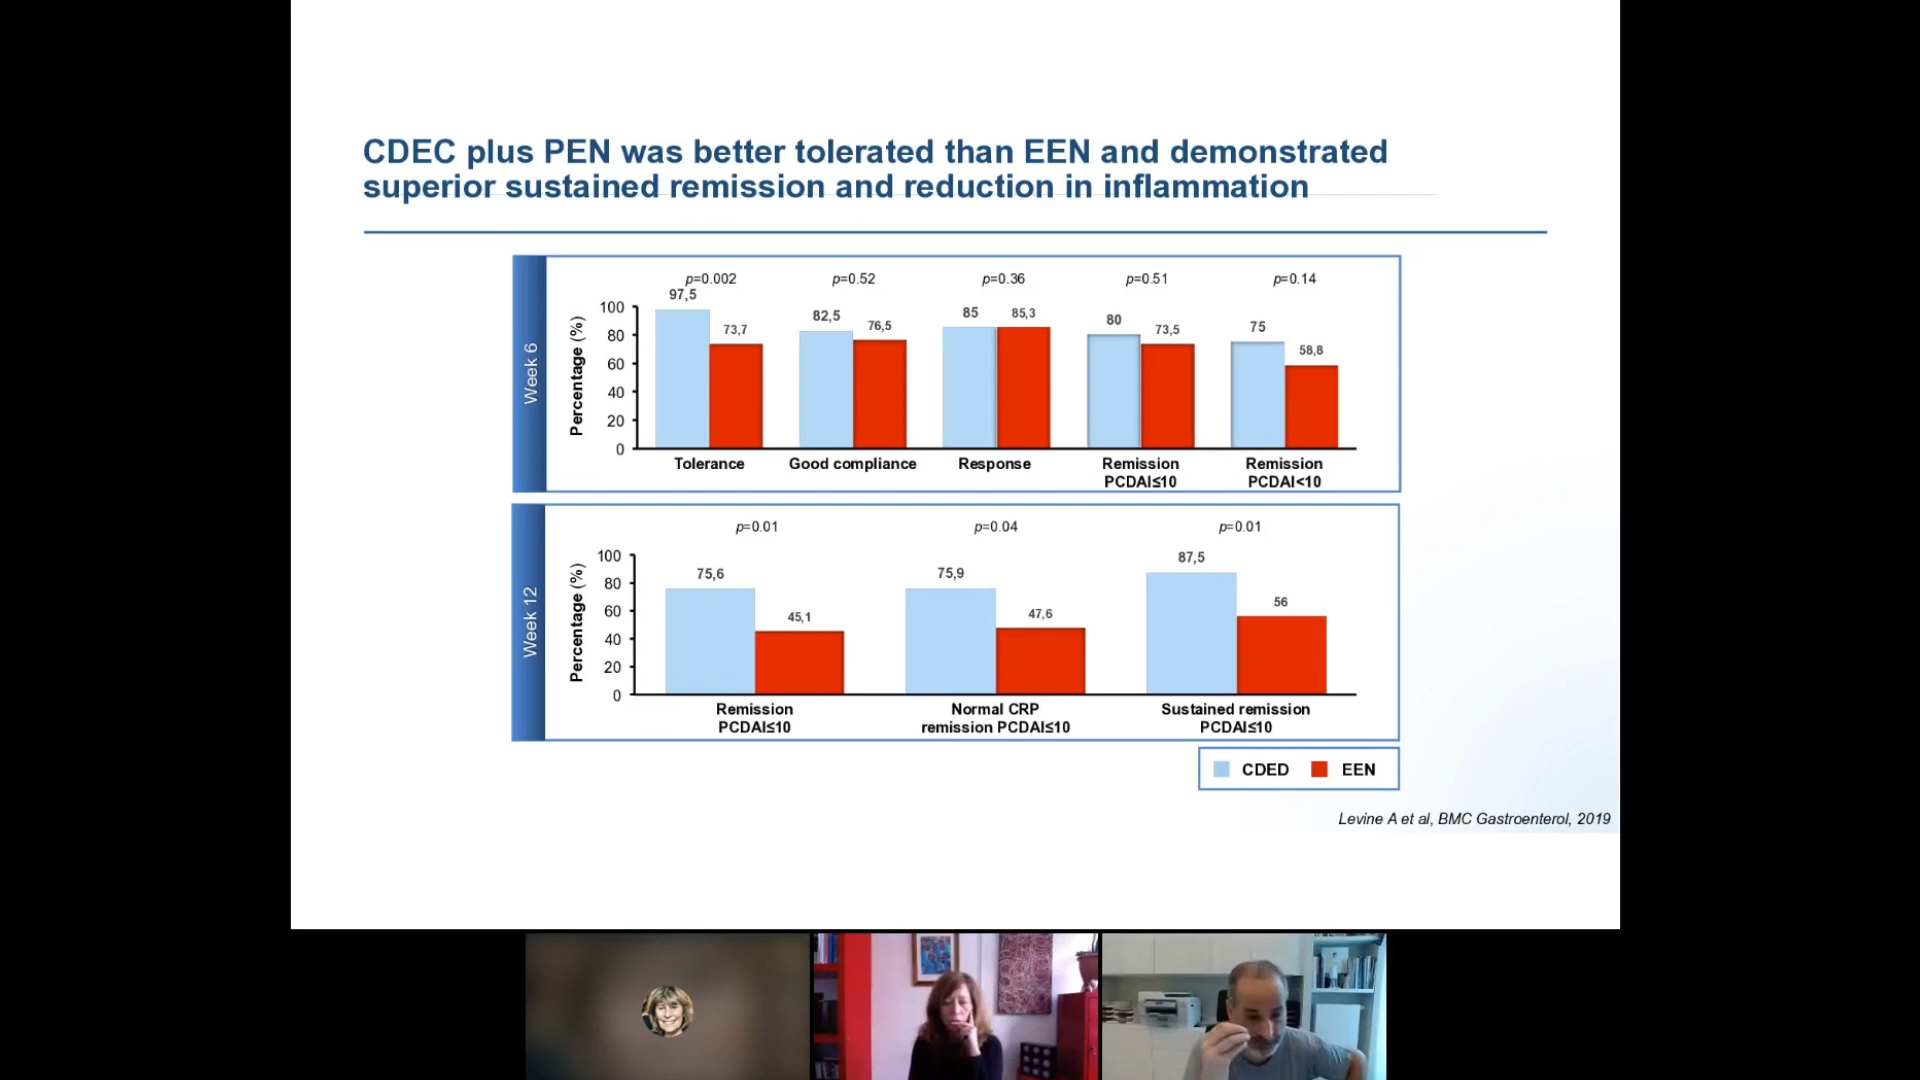 CDEC plus PEN was better tolerated than EEN and demonstrated
superior sustained remission and reduction in inflammation
Week 6
Percentage (%)
100
80
60
40
20
0
p=0.002
p=0.52
p=0.36
p=0.51
p=0.14
97,5
73,7
82,5
76,5
85
85,3
80
73,5
75
58,8
Tolerance
Good compliance
Response
Remission
PCDAI≤10
Remission
PCDAI<10
Week 12
Percentage (%)
100
80
60
40
20
0
p=0.01
p=0.04
p=0.01
75,6
45,1
75,9
47,6
87,5
56
Remission
PCDAI≤10
Normal CRP
remission PCDAI≤10
Sustained remission
PCDAI≤10
CDED
EEN
Levine A et al, BMC Gastroenterol, 2019